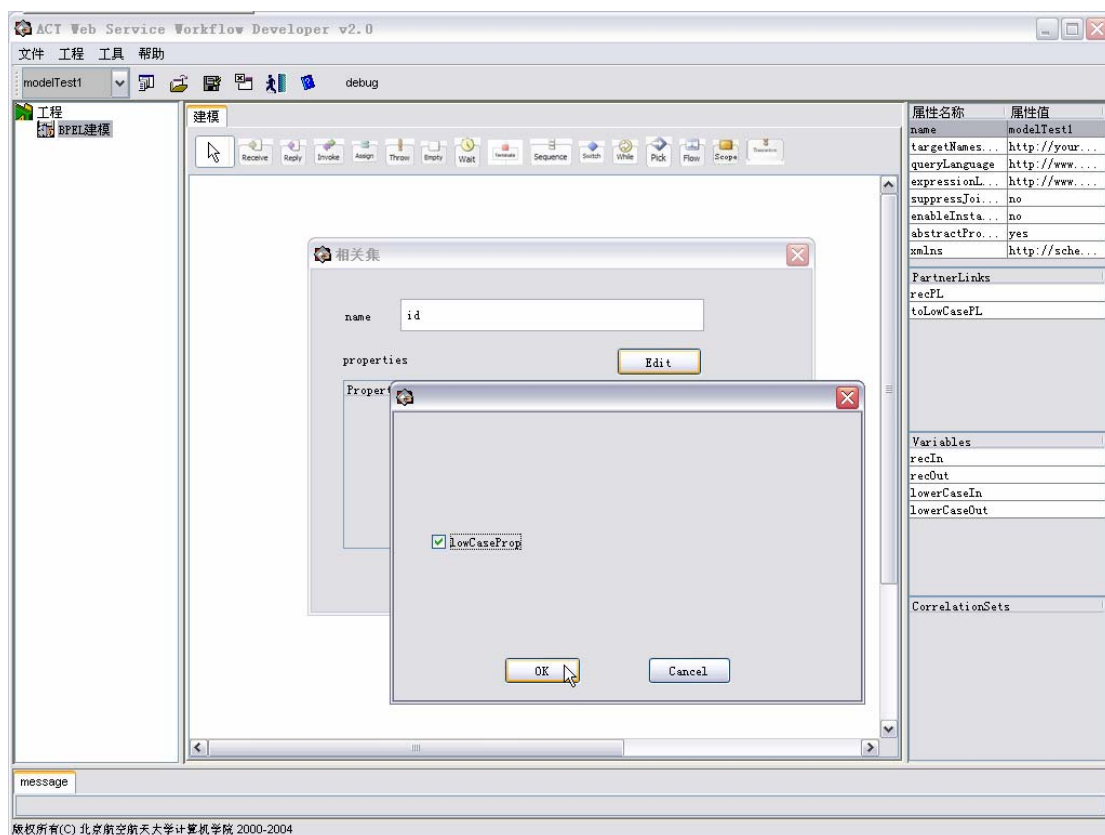 ACT Web Service Workflow Developer v2.0
文件 工程 工具 帮助
modelTest1 debug
工程
BPEL建模
建模
Receive Reply Invoke Assign Throw Empty Wait Terminate Sequence Switch While Pick Flow Scope
属性名称 属性值
name modelTest1
targetNames... http://your...
queryLanguage http://www....
expressionL... http://www....
suppressJoi... no
enableInsta... no
abstractPro... yes
xmlns http://sche...
PartnerLinks
recPL
toLowCasePL
Variables
recIn
recOut
lowerCaseIn
lowerCaseOut
CorrelationSets
相关集
name id
properties Edit
Propert
lowCaseProp
OK Cancel
message
版权所有(C) 北京航空航天大学计算机学院 2000-2004